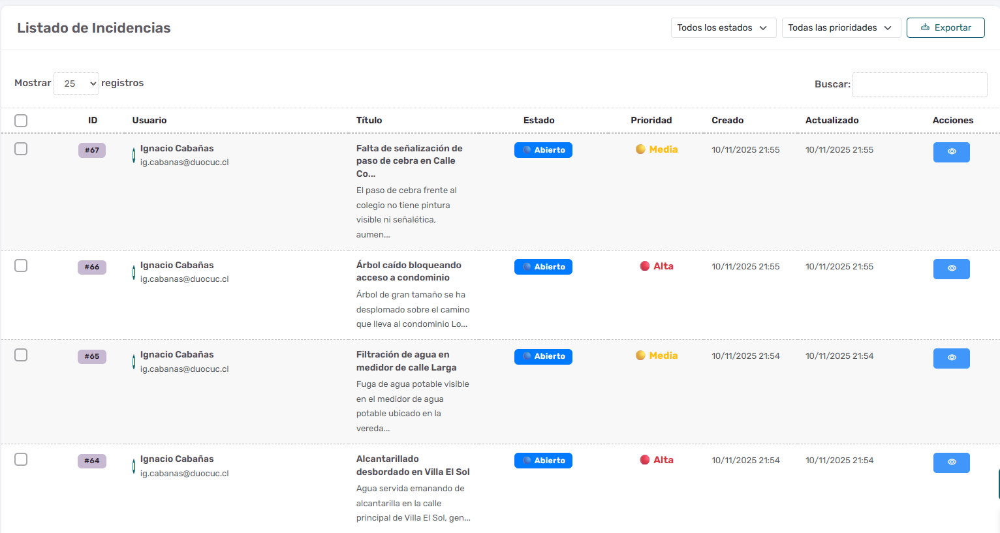 Listado de Incidencias
Todos los estados
Todas las prioridades
Exportar
Mostrar 25 registros
Buscar:
ID Usuario Título Estado Prioridad Creado Actualizado Acciones
#67 Ignacio Cabañas Falta de señalización de Abierto Media 10/11/2025 21:55 10/11/2025 21:55
ig.cabanas@duocuc.cl paso de cebra en Calle
Co...
El paso de cebra frente al
colegio no tiene pintura
visible ni señalética,
aumen...
#66 Ignacio Cabañas Árbol caído bloqueando Abierto Alta 10/11/2025 21:55 10/11/2025 21:55
ig.cabanas@duocuc.cl acceso a condominio
Árbol de gran tamaño se ha
desplomado sobre el camino
que lleva al condominio Lo...
#65 Ignacio Cabañas Filtración de agua en Abierto Media 10/11/2025 21:54 10/11/2025 21:54
ig.cabanas@duocuc.cl medidor de calle Larga
Fuga de agua potable visible
en el medidor de agua
potable ubicado en la
vereda...
#64 Ignacio Cabañas Alcantarillado Abierto Alta 10/11/2025 21:54 10/11/2025 21:54
ig.cabanas@duocuc.cl desbordado en Villa El Sol
Agua servida emanando de
alcantarilla en la calle
principal de Villa El Sol, gen...